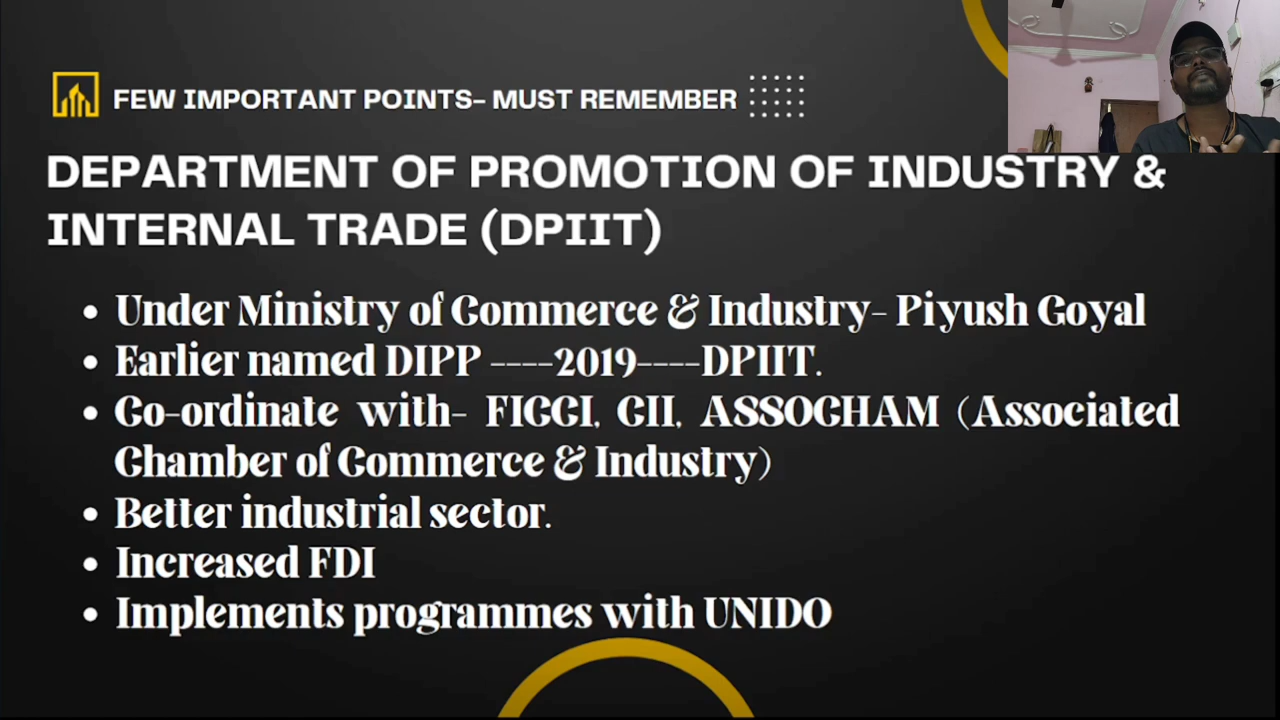 FEW IMPORTANT POINTS- MUST REMEMBER
DEPARTMENT OF PROMOTION OF INDUSTRY &
INTERNAL TRADE (DPIIT)
• Under Ministry of Commerce & Industry- Piyush Goyal
• Earlier named DIPP ----2019----DPIIT.
• Co-ordinate with- FICCI, CII, ASSOCHAM (Associated
Chamber of Commerce & Industry)
• Better industrial sector.
• Increased FDI
• Implements programmes with UNIDO